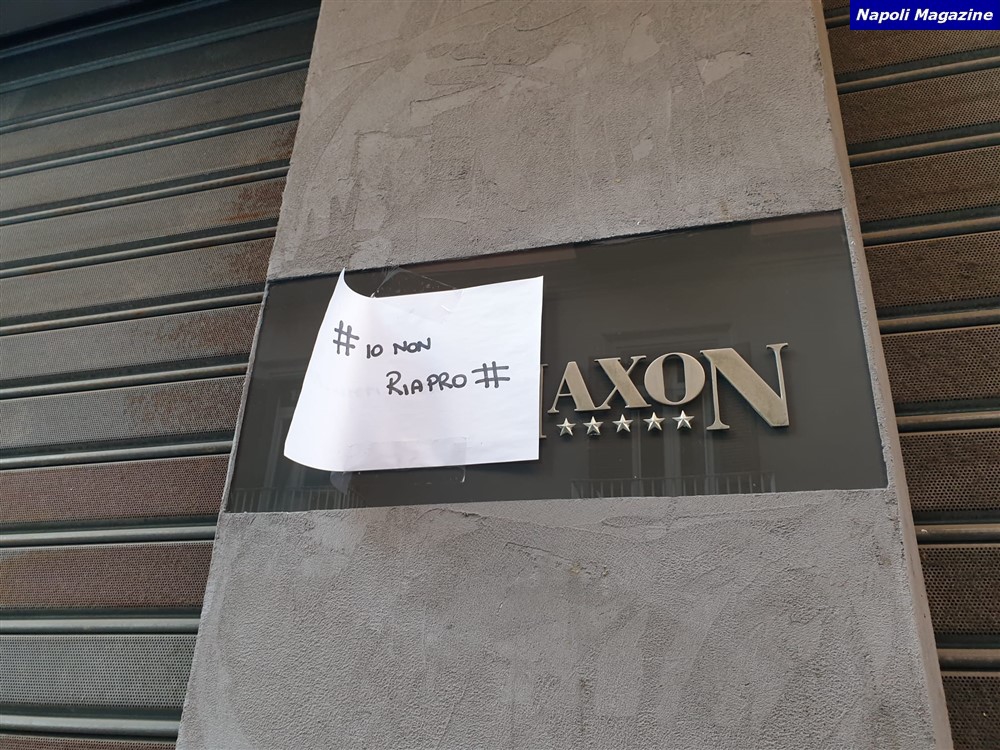 Napoli Magazine
# IO NON
RIAPRO #
AXON